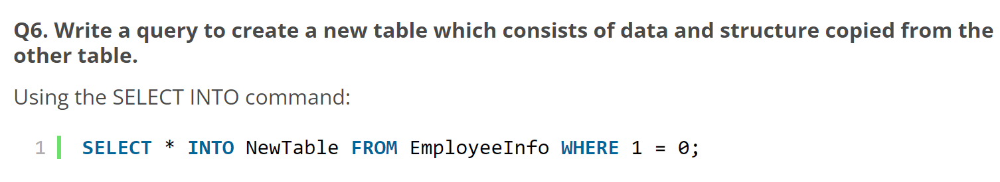 Q6. Write a query to create a new table which consists of data and structure copied from the
other table.
Using the SELECT INTO command:
1 SELECT * INTO NewTable FROM EmployeeInfo WHERE 1 = 0;